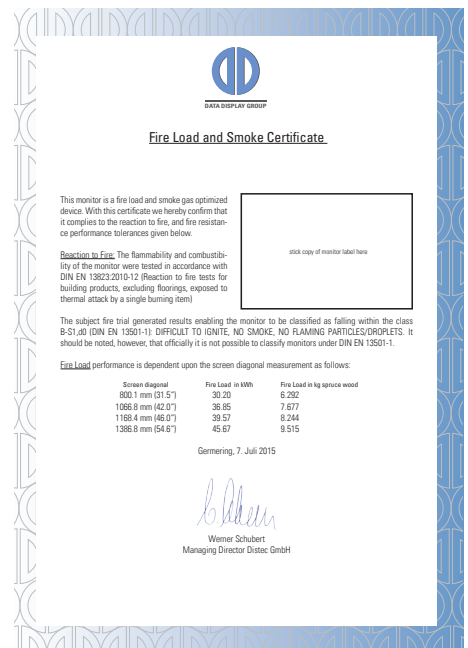 DATA DISPLAY GROUP
Fire Load and Smoke Certificate
This monitor is a fire load and smoke gas optimized
device. With this certificate we hereby confirm that
it complies to the reaction to fire, and fire resistan-
ce performance tolerances given below.
stick copy of monitor label here
Reaction to Fire: The flammability and combustibi-
lity of the monitor were tested in accordance with
DIN EN 13823:2010-12 (Reaction to fire tests for
building products, excluding floorings, exposed to
thermal attack by a single burning item)
The subject fire trial generated results enabling the monitor to be classified as falling within the class
B-S1,d0 (DIN EN 13501-1): DIFFICULT TO IGNITE, NO SMOKE, NO FLAMING PARTICLES/DROPLETS. It
should be noted, however, that officially it is not possible to classify monitors under DIN EN 13501-1.
Fire Load performance is dependent upon the screen diagonal measurement as follows:
Screen diagonal Fire Load in kWh Fire Load in kg spruce wood
800.1 mm (31.5") 30.20 6.292
1066.8 mm (42.0") 36.85 7.677
1168.4 mm (46.0") 39.57 8.244
1386.8 mm (54.6") 45.67 9.515
Germering, 7. Juli 2015
Werner Schubert
Managing Director Distec GmbH